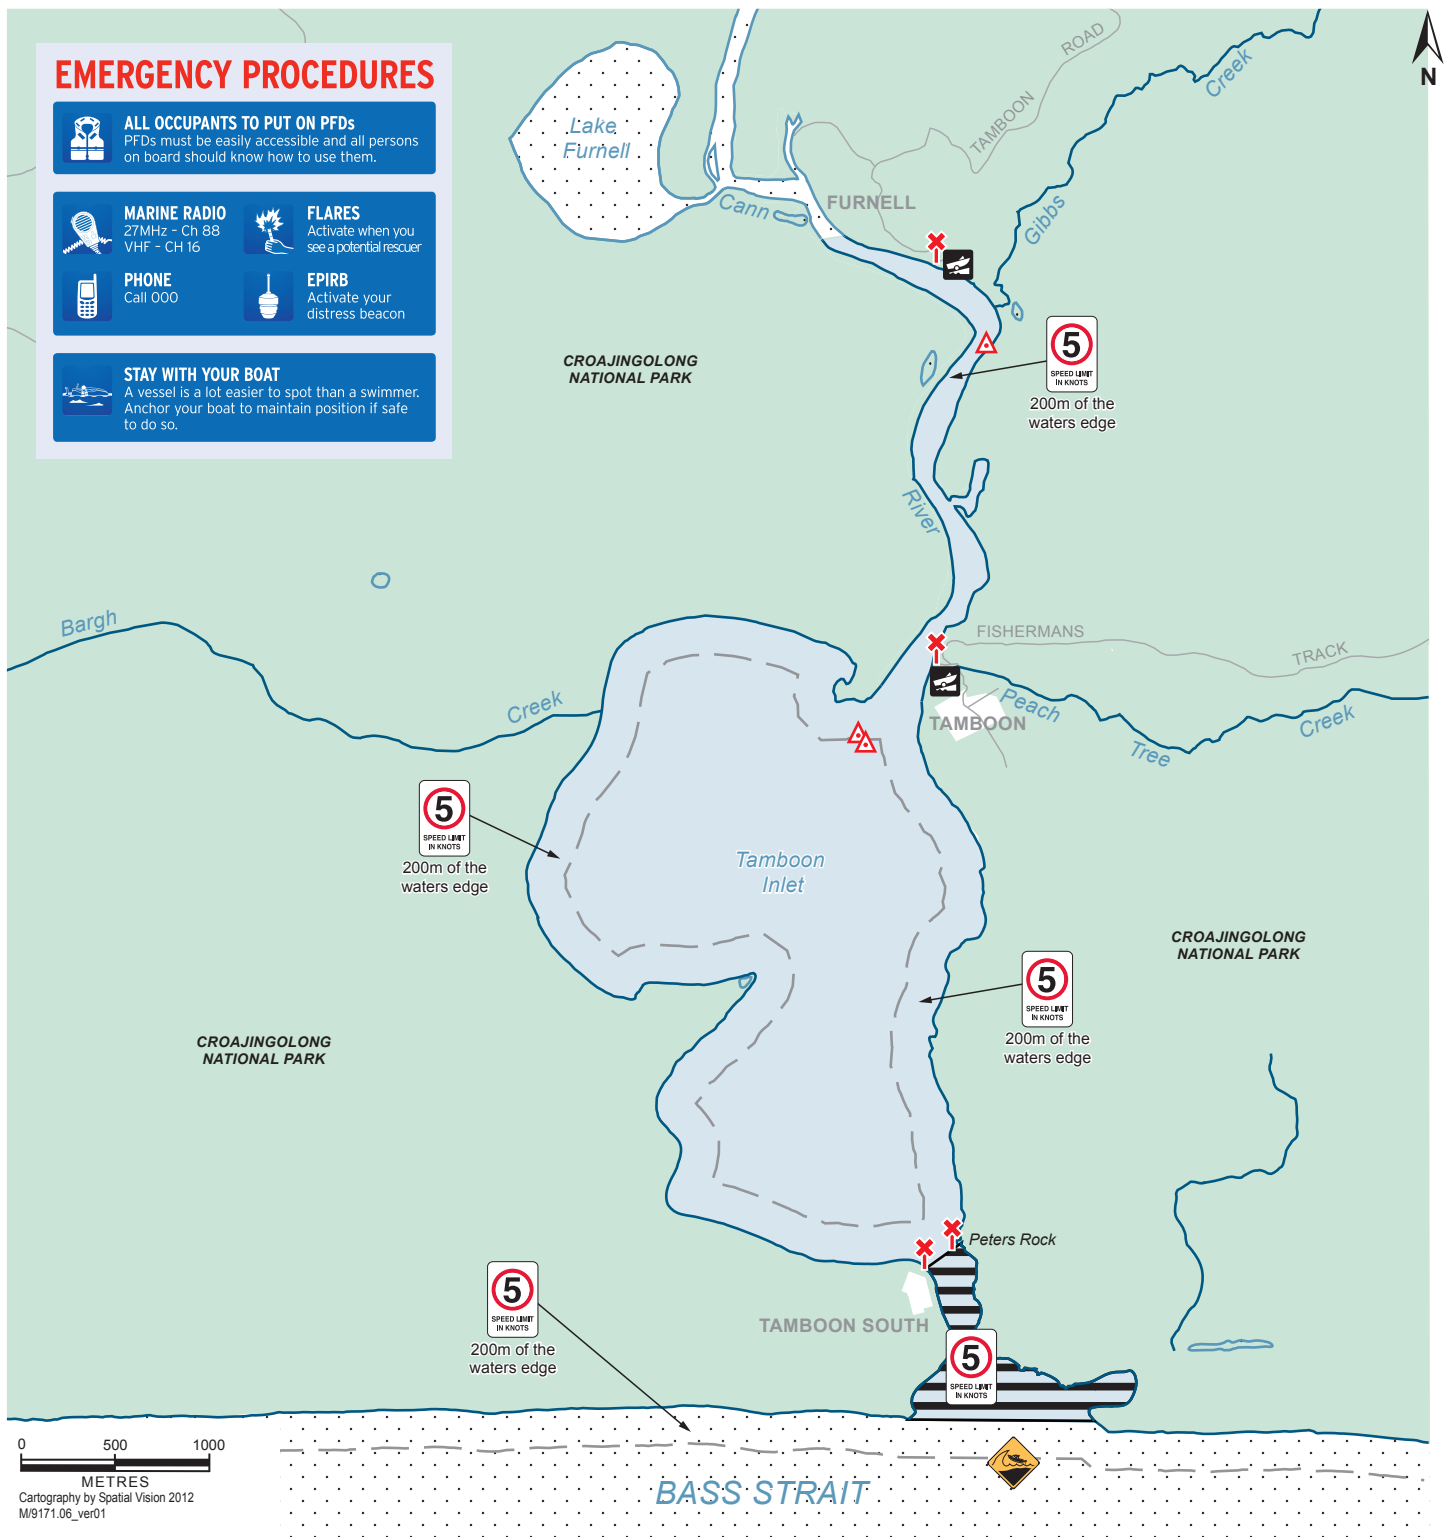 EMERGENCY PROCEDURES
ALL OCCUPANTS TO PUT ON PFDs
PFDs must be easily accessible and all persons
on board should know how to use them.
MARINE RADIO
27MHz – Ch 88
VHF – CH 16
FLARES
Activate when you
see a potential rescuer
PHONE
Call 000
EPIRB
Activate your
distress beacon
STAY WITH YOUR BOAT
A vessel is a lot easier to spot than a swimmer.
Anchor your boat to maintain position if safe
to do so.
N
ROAD
TAMBOON
Creek
Gibbs
Lake
Furnell
Cann
FURNELL
CROAJINGOLONG
NATIONAL PARK
5
SPEED LIMIT
IN KNOTS
200m of the
waters edge
River
Bargh
Creek
FISHERMANS
TRACK
Peach
Tree
Creek
TAMBOON
5
SPEED LIMIT
IN KNOTS
200m of the
waters edge
Tamboon
Inlet
CROAJINGOLONG
NATIONAL PARK
5
SPEED LIMIT
IN KNOTS
200m of the
waters edge
CROAJINGOLONG
NATIONAL PARK
Peters Rock
5
SPEED LIMIT
IN KNOTS
200m of the
waters edge
TAMBOON SOUTH
5
SPEED LIMIT
IN KNOTS
0 500 1000
METRES
Cartography by Spatial Vision 2012
M/9171.06_ver01
BASS STRAIT